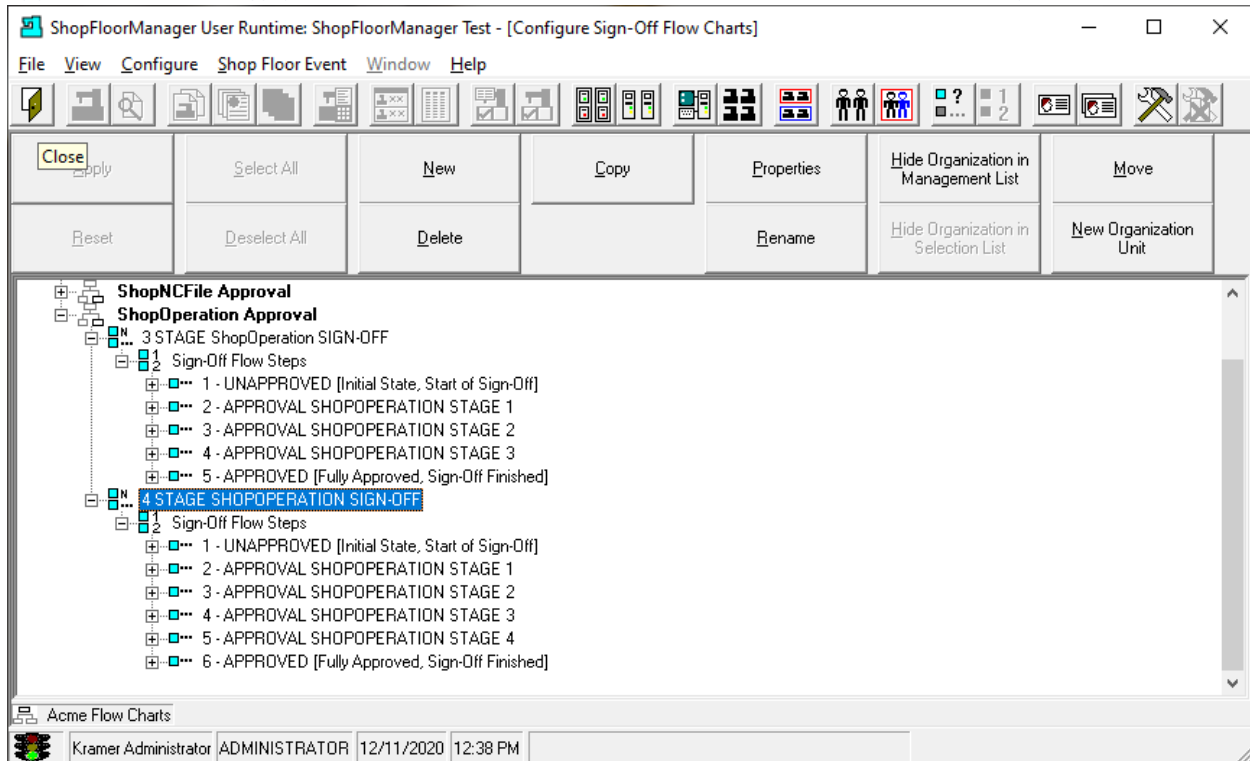 ShopFloorManager User Runtime: ShopFloorManager Test - [Configure Sign-Off Flow Charts]
File View Configure Shop Floor Event Window Help
Close
Apply Select All New Copy Properties Hide Organization in Management List Move
Reset Deselect All Delete Rename Hide Organization in Selection List New Organization Unit
ShopNCFile Approval
ShopOperation Approval
3 STAGE ShopOperation SIGN-OFF
Sign-Off Flow Steps
1 - UNAPPROVED [Initial State, Start of Sign-Off]
2 - APPROVAL SHOPOPERATION STAGE 1
3 - APPROVAL SHOPOPERATION STAGE 2
4 - APPROVAL SHOPOPERATION STAGE 3
5 - APPROVED [Fully Approved, Sign-Off Finished]
4 STAGE SHOPOPERATION SIGN-OFF
Sign-Off Flow Steps
1 - UNAPPROVED [Initial State, Start of Sign-Off]
2 - APPROVAL SHOPOPERATION STAGE 1
3 - APPROVAL SHOPOPERATION STAGE 2
4 - APPROVAL SHOPOPERATION STAGE 3
5 - APPROVAL SHOPOPERATION STAGE 4
6 - APPROVED [Fully Approved, Sign-Off Finished]
Acme Flow Charts
Kramer Administrator ADMINISTRATOR 12/11/2020 12:38 PM